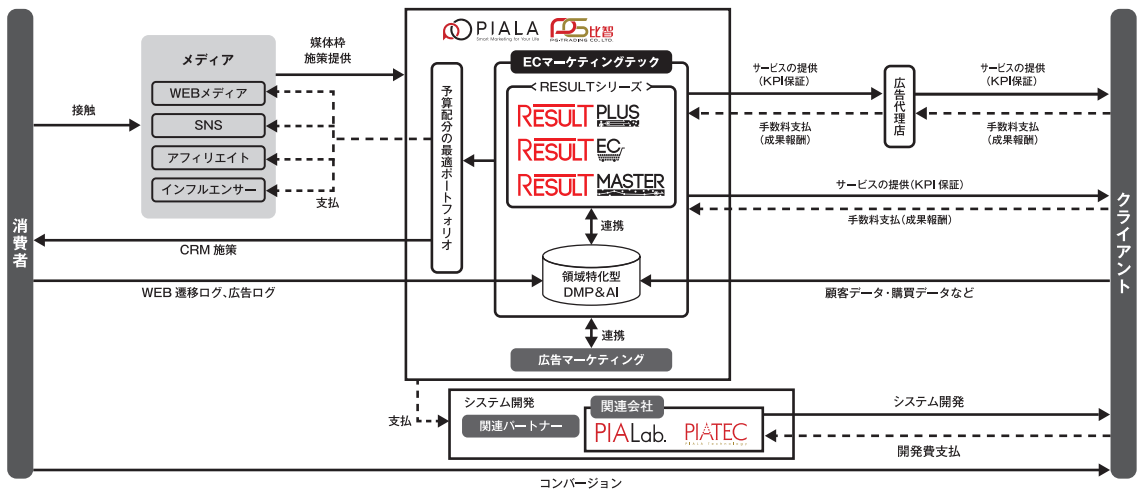 消費者
接触
メディア
WEBメディア
SNS
アフィリエイト
インフルエンサー
媒体枠
施策提供
支払
CRM 施策
WEB 遷移ログ、広告ログ
PIALA
Smart Marketing for Your Life
PG比智
PG-TRADING CO., LTD.
予算配分の最適ポートフォリオ
ECマーケティングテック
RESULTシリーズ
RESULT PLUS
RESULT EC
RESULT MASTER
連携
領域特化型
DMP&AI
連携
広告マーケティング
サービスの提供
(KPI保証)
手数料支払
(成果報酬)
広告代理店
サービスの提供
(KPI保証)
手数料支払
(成果報酬)
サービスの提供(KPI 保証)
手数料支払(成果報酬)
顧客データ・購買データなど
クライアント
支払
システム開発
関連パートナー
関連会社
PIALab.
PIATEC
システム開発
開発費支払
コンバージョン